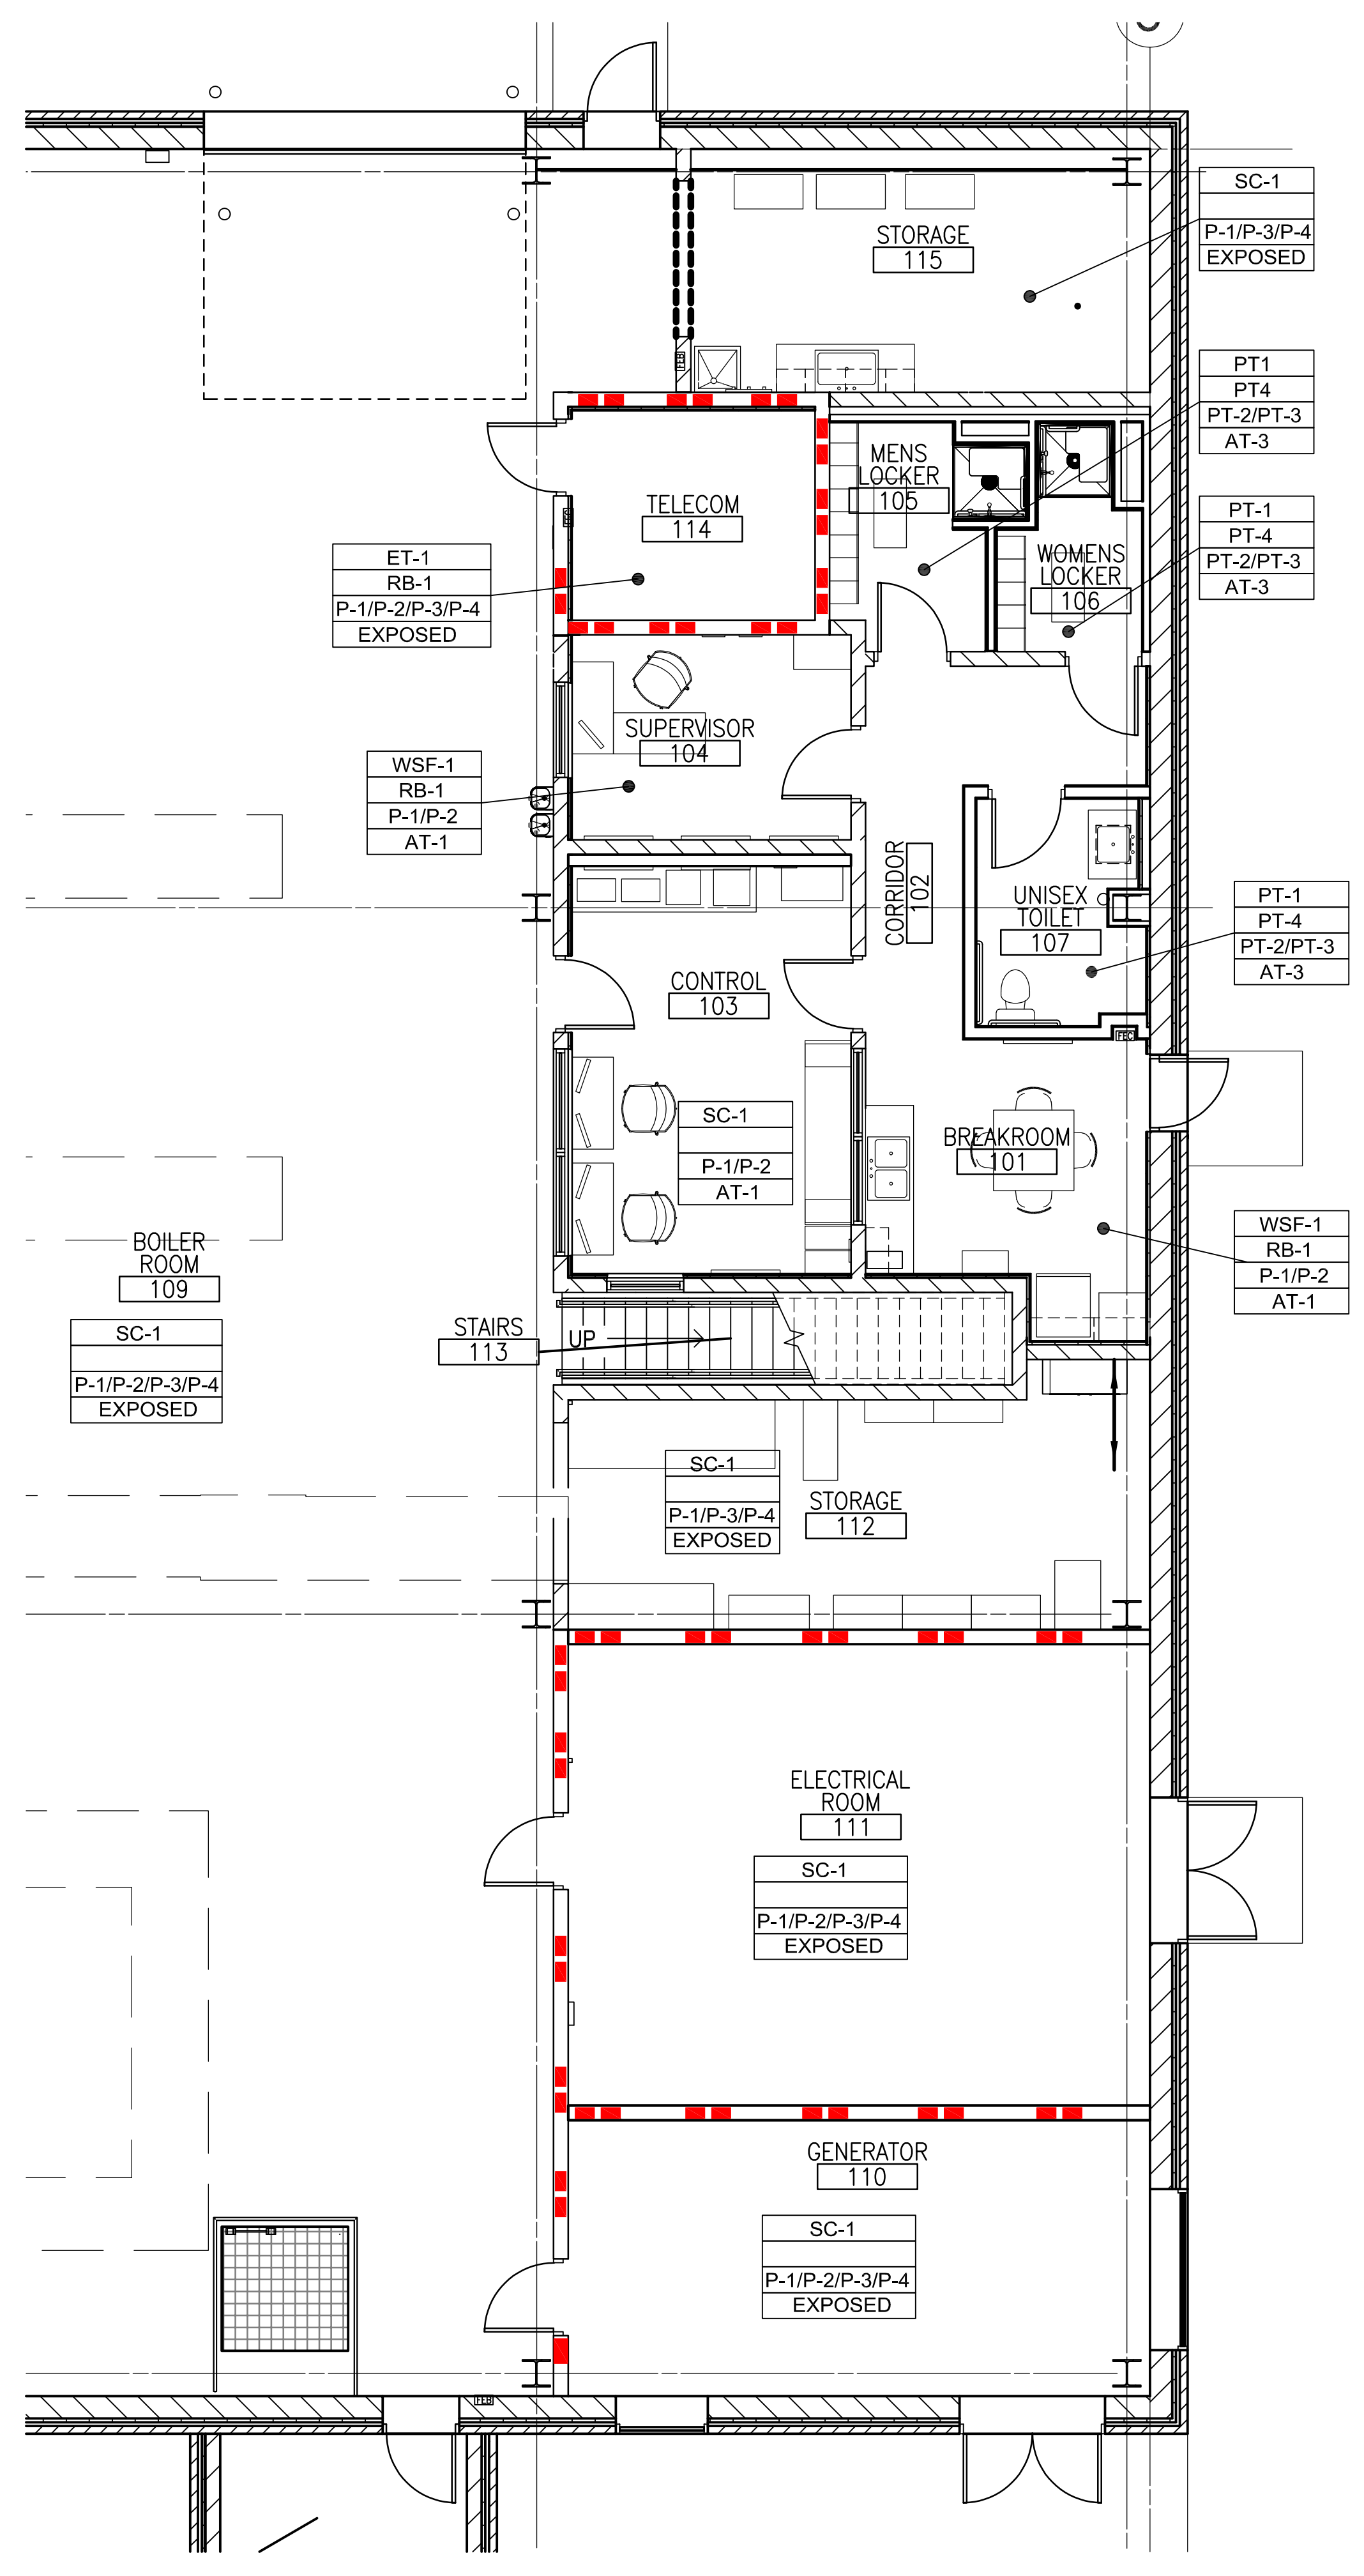 SC-1
P-1/P-3/P-4
EXPOSED
STORAGE
115
PT1
PT4
PT-2/PT-3
AT-3
MENS
LOCKER
105
TELECOM
114
PT-1
PT-4
PT-2/PT-3
AT-3
WOMENS
LOCKER
106
ET-1
RB-1
P-1/P-2/P-3/P-4
EXPOSED
SUPERVISOR
104
WSF-1
RB-1
P-1/P-2
AT-1
CORRIDOR
102
UNISEX
TOILET
107
PT-1
PT-4
PT-2/PT-3
AT-3
CONTROL
103
FEC
SC-1
P-1/P-2
AT-1
BREAKROOM
101
WSF-1
RB-1
P-1/P-2
AT-1
BOILER
ROOM
109
SC-1
P-1/P-2/P-3/P-4
EXPOSED
STAIRS
113
UP
SC-1
P-1/P-3/P-4
EXPOSED
STORAGE
112
ELECTRICAL
ROOM
111
SC-1
P-1/P-2/P-3/P-4
EXPOSED
GENERATOR
110
SC-1
P-1/P-2/P-3/P-4
EXPOSED
FEB